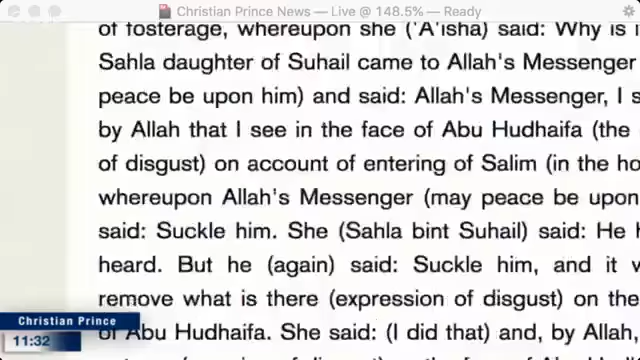 Christian Prince News — Live @ 148.5% — Ready
of fosterage, whereupon she ('A'isha) said: Why is
Sahla daughter of Suhail came to Allah's Messenger
peace be upon him) and said: Allah's Messenger, I
by Allah that I see in the face of Abu Hudhaifa (the
of disgust) on account of entering of Salim (in the
whereupon Allah's Messenger (may peace be upon
said: Suckle him. She (Sahla bint Suhail) said: He
heard. But he (again) said: Suckle him, and it
remove what is there (expression of disgust) on the
of Abu Hudhaifa. She said: (I did that) and, by Allah,
Christian Prince
11:32